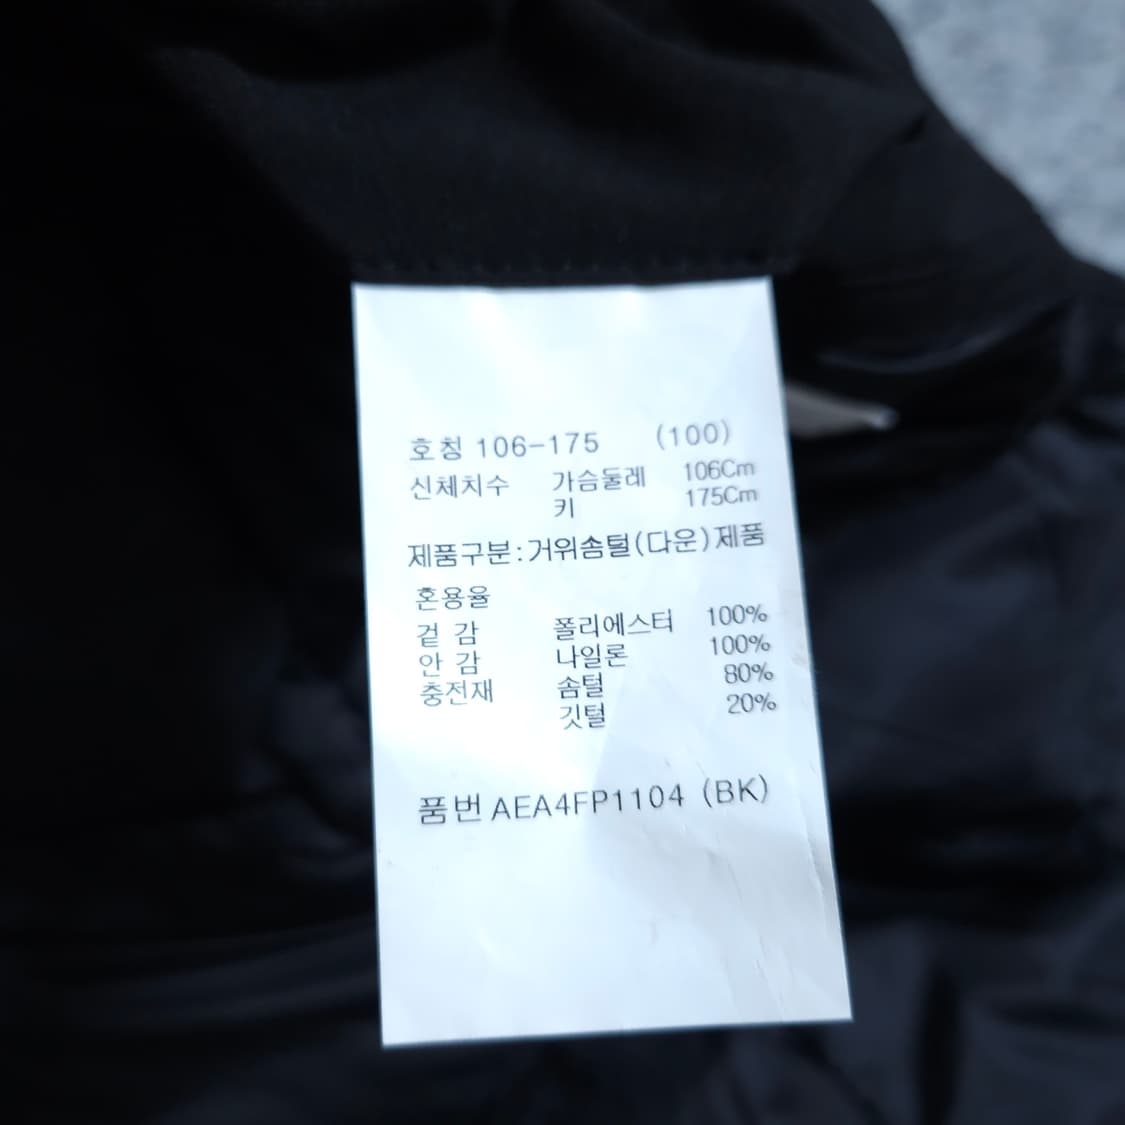 호칭 106-175 (100)
신체치수 가슴둘레 106Cm
키 175Cm
제품구분:거위솜털(다운)제품
혼용율
겉 감 폴리에스터 100%
안 감 나일론 100%
충전재 솜털 80%
깃털 20%
품번 AEA4FP1104 (BK)